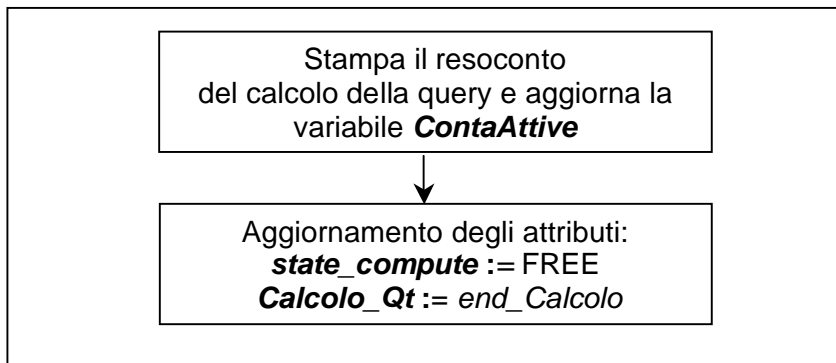 Stampa il resoconto
del calcolo della query e aggiorna la
variabile ContaAttive
Aggiornamento degli attributi:
state_compute := FREE
Calcolo_Qt := end_Calcolo